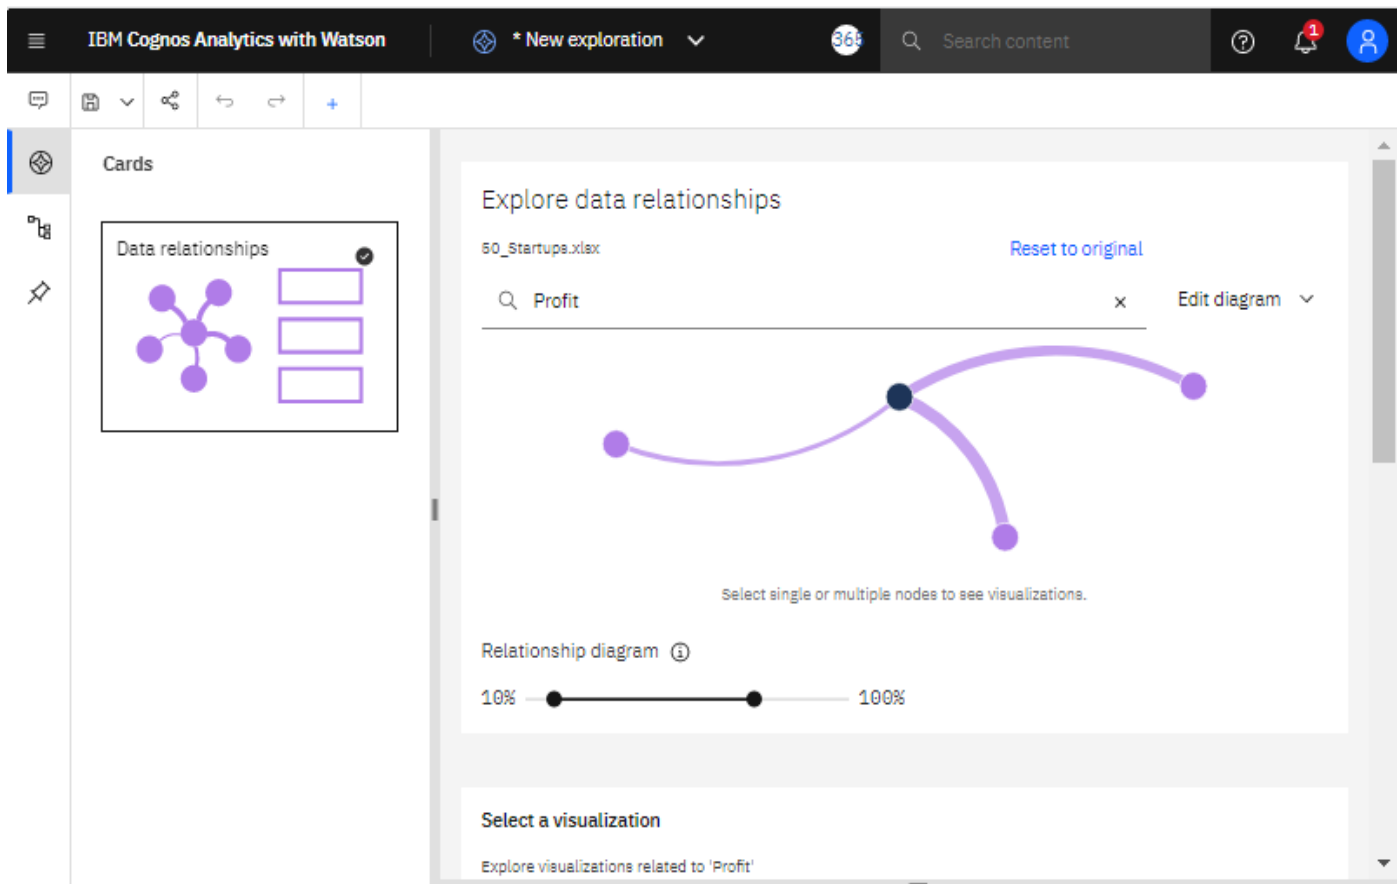 IBM Cognos Analytics with Watson
* New exploration
365
Search content
1
Cards
Data relationships
Explore data relationships
50_Startups.xlsx
Reset to original
Profit
Edit diagram
Select single or multiple nodes to see visualizations.
Relationship diagram
10%
100%
Select a visualization
Explore visualizations related to 'Profit'